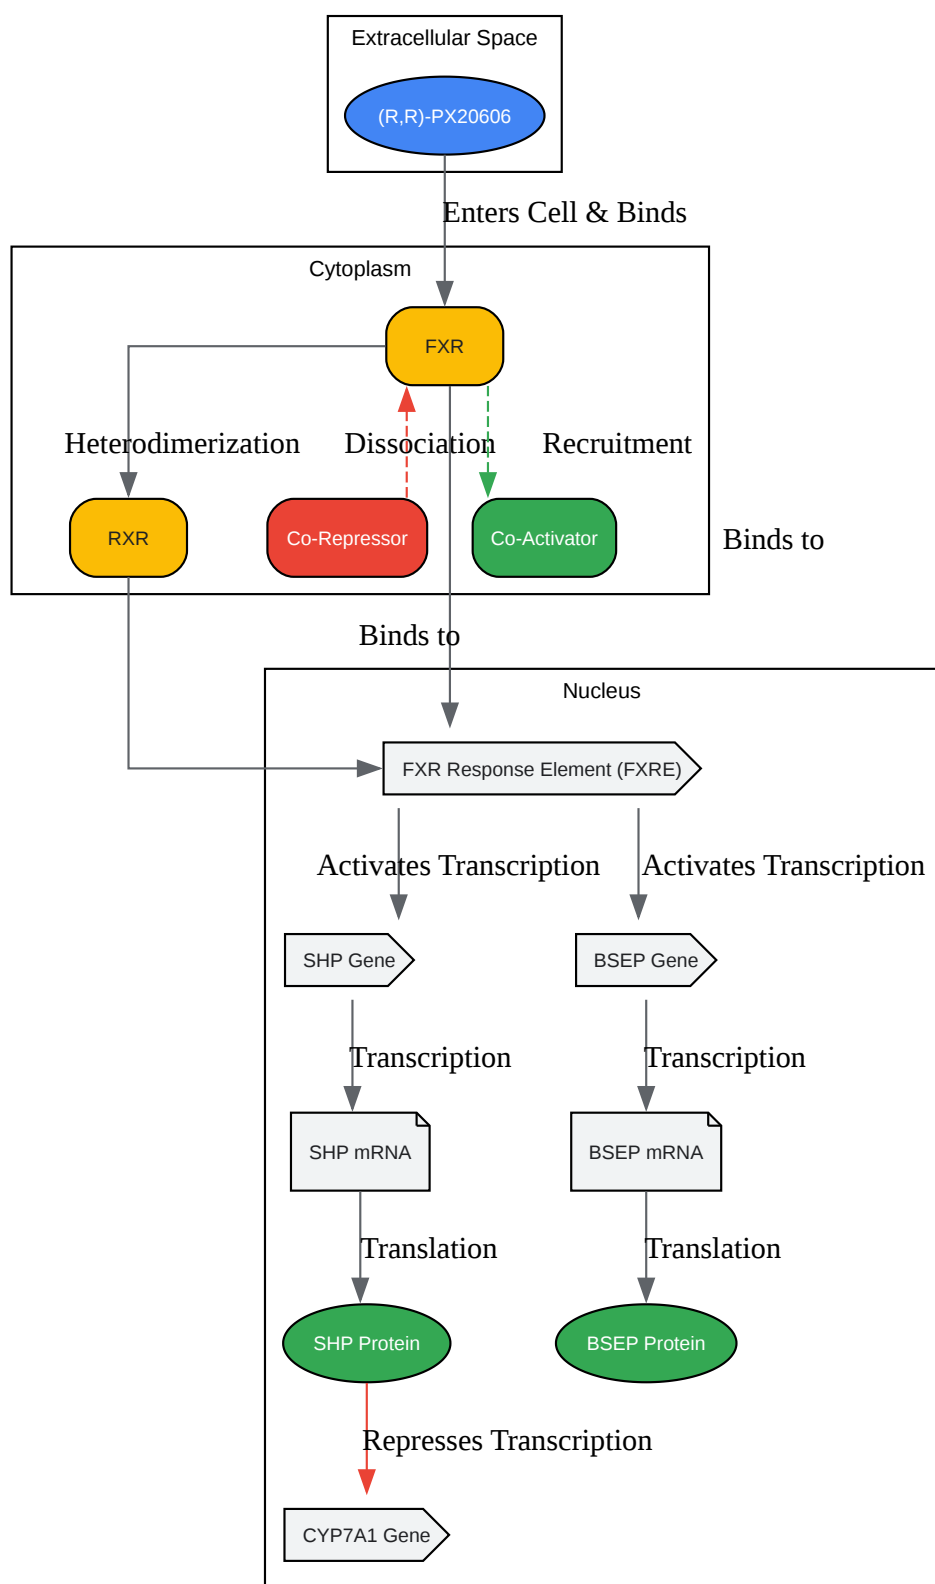 Extracellular Space
(R,R)-PX20606
Enters Cell & Binds
Cytoplasm
FXR
Heterodimerization
Dissociation
Recruitment
RXR
Co-Repressor
Co-Activator
Binds to
Binds to
Nucleus
FXR Response Element (FXRE)
Activates Transcription
Activates Transcription
SHP Gene
BSEP Gene
Transcription
Transcription
SHP mRNA
BSEP mRNA
Translation
Translation
SHP Protein
BSEP Protein
Represses Transcription
CYP7A1 Gene